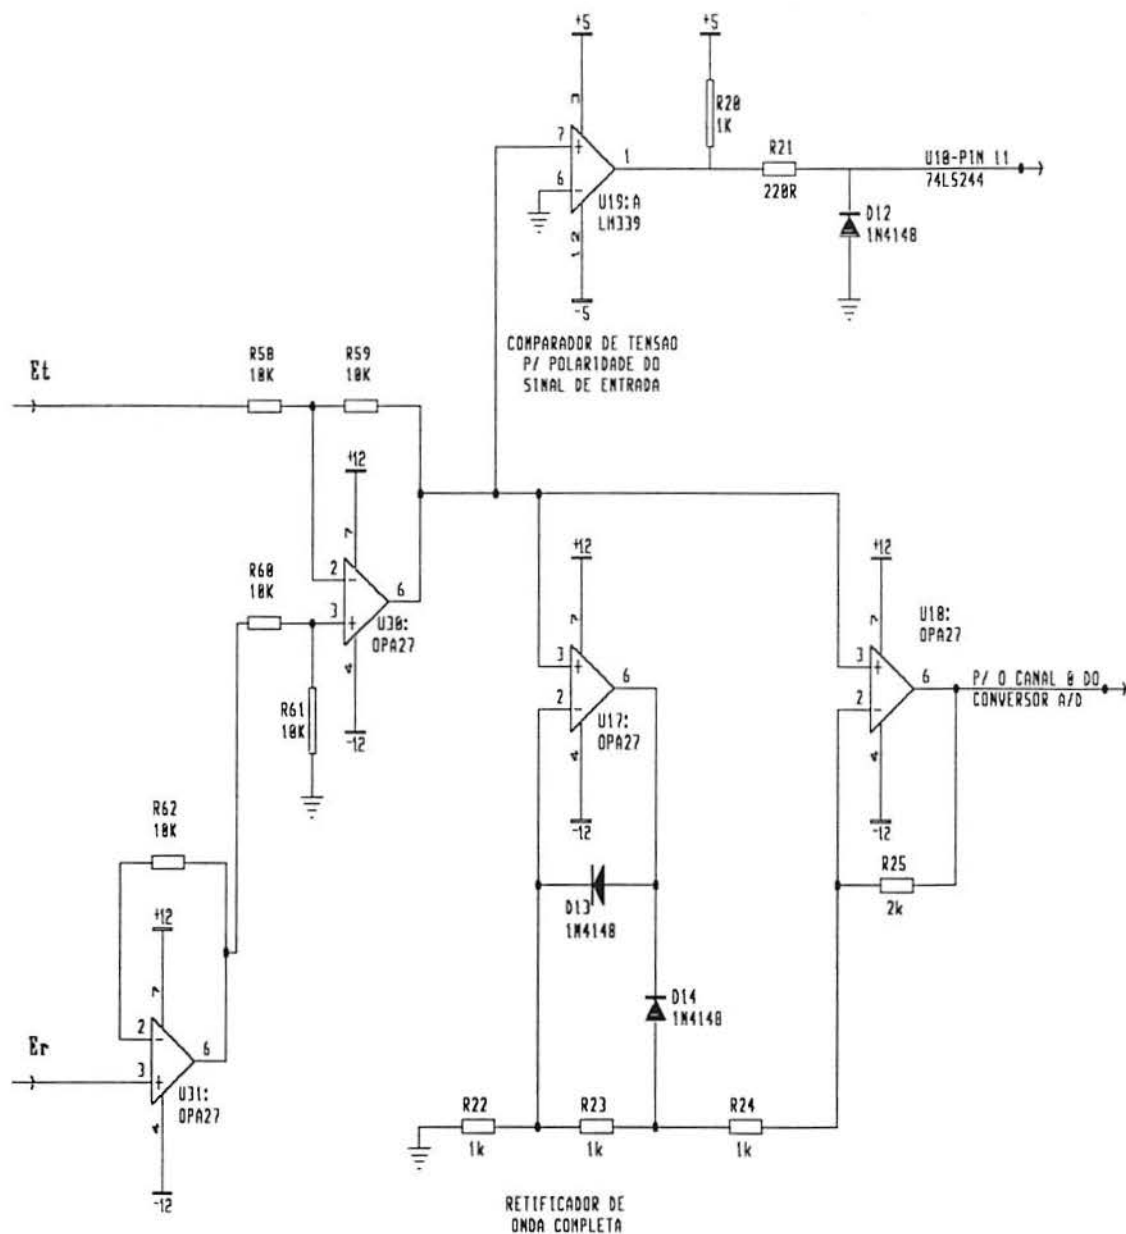 +5
+5
3
R20
1K
7
1
R21
U18-PIN 11
6
U19:A
220R
74LS244
LM339
D12
1N4148
12
-5
COMPARADOR DE TENSAO
P/ POLARIDADE DO
SINAL DE ENTRADA
R58
R59
Et
10K
10K
+12
7
+12
+12
R60
2
10K
6
7
7
3
U30:
U18:
OPA27
OPA27
4
3
6
3
6
P/ O CANAL 0 DO
R61
2
2
CONVERSOR A/D
10K
-12
U17:
OPA27
4
4
R62
10K
-12
-12
R25
2k
D13
1N4148
+12
7
D14
1N4148
2
6
Er
3
U31:
OPA27
R22
R23
R24
4
1k
1k
1k
-12
RETIFICADOR DE
ONDA COMPLETA